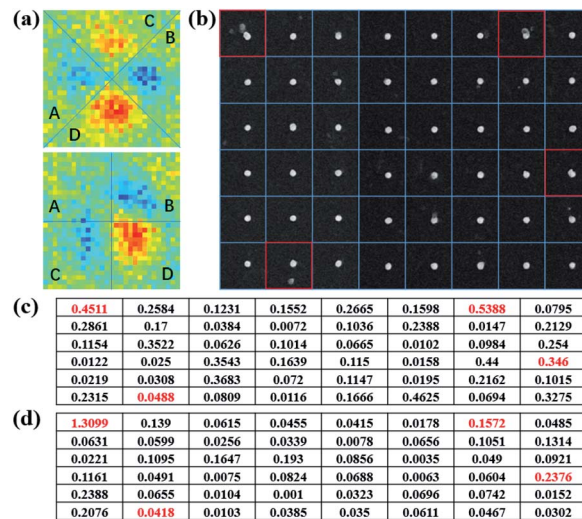 (a)
C
B
A
D
A
B
C
D
(b)
(c)
0.4511 0.2584 0.1231 0.1552 0.2665 0.1598 0.5388 0.0795
0.2861 0.17 0.0384 0.0072 0.1036 0.2388 0.0147 0.2129
0.1154 0.3522 0.0626 0.1014 0.0665 0.0102 0.0984 0.254
0.0122 0.025 0.3543 0.1639 0.115 0.0158 0.44 0.346
0.0219 0.0308 0.3683 0.072 0.1147 0.0195 0.2162 0.1015
0.2315 0.0488 0.0809 0.0116 0.1666 0.4625 0.0694 0.3275
(d)
1.3099 0.139 0.0615 0.0455 0.0415 0.0178 0.1572 0.0485
0.0631 0.0599 0.0256 0.0339 0.0078 0.0656 0.1051 0.1314
0.0221 0.1095 0.1647 0.193 0.0856 0.0035 0.049 0.0921
0.1161 0.0491 0.0075 0.0824 0.0688 0.0063 0.0604 0.2376
0.2388 0.0655 0.0104 0.001 0.0323 0.0696 0.0742 0.0152
0.2076 0.0418 0.0103 0.0385 0.035 0.0611 0.0467 0.0302